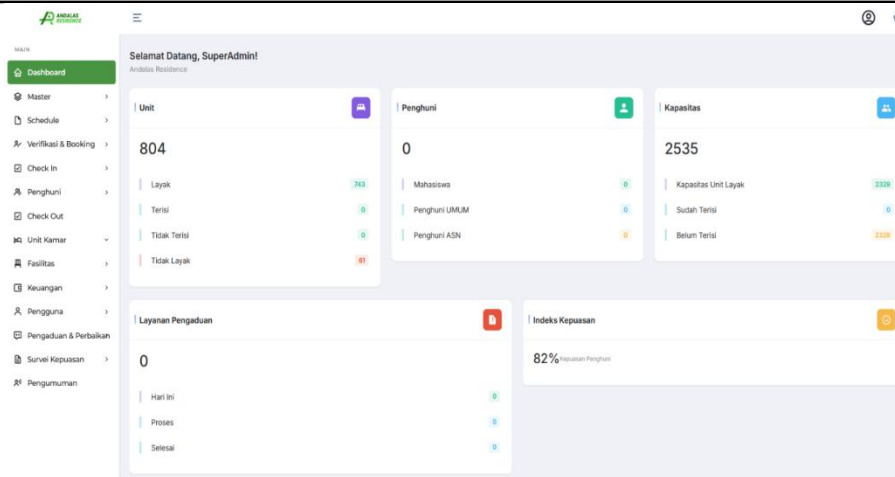 ANDALAS
RESIDENCE
MAIN
Dashboard
Master
Schedule
Verifikasi & Booking
Check In
Penghuni
Check Out
Unit Kamar
Fasilitas
Keuangan
Pengguna
Pengaduan & Perbaikan
Survei Kepuasan
Pengumuman
Selamat Datang, SuperAdmin!
Andalas Residence
Unit
804
Layak 743
Terisi 0
Tidak Terisi 0
Tidak Layak 61
Penghuni
0
Mahasiswa 0
Penghuni UMUM 0
Penghuni ASN 0
Kapasitas
2535
Kapasitas Unit Layak 2329
Sudah Terisi 0
Belum Terisi 2329
Layanan Pengaduan
0
Hari Ini 0
Proses 0
Selesai 0
Indeks Kepuasan
82% Kepuasan Penghuni